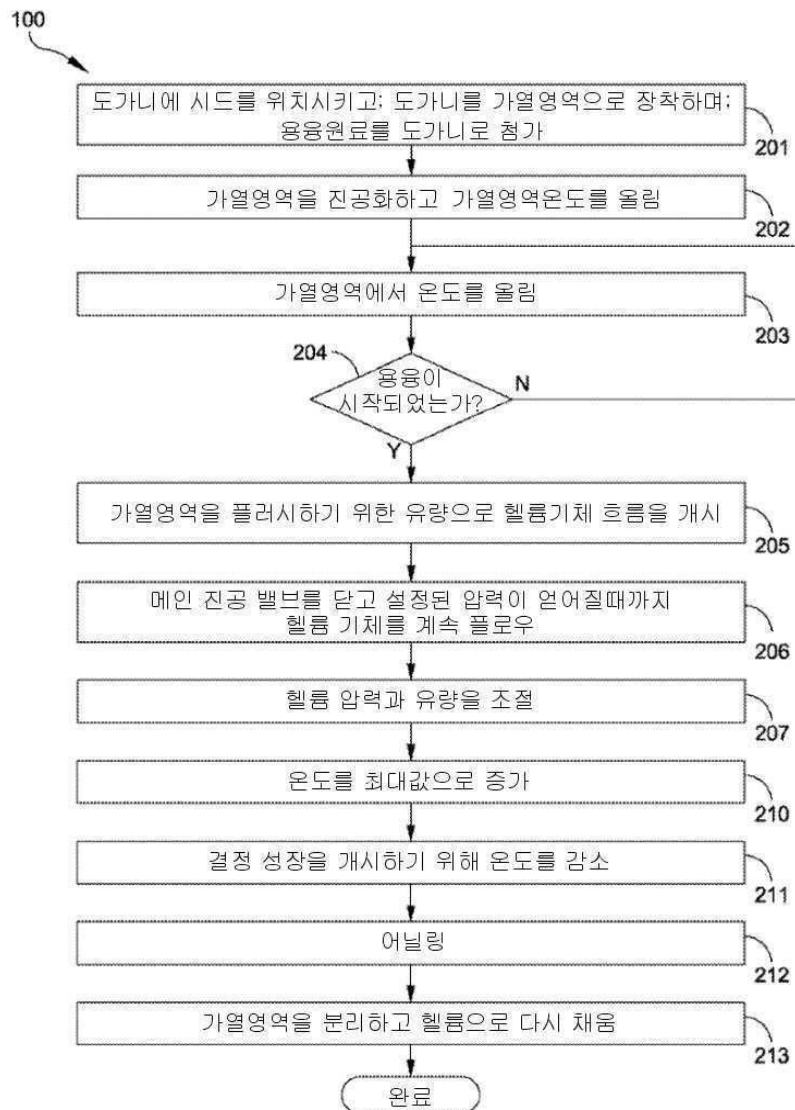 100
도가니에 시드를 위치시키고; 도가니를 가열영역으로 장착하며;
용융원료를 도가니로 첨가
201
가열영역을 진공화하고 가열영역온도를 올림
202
가열영역에서 온도를 올림
203
204
용융이
시작되었는가?
N
Y
가열영역을 플러시하기 위한 유량으로 헬륨기체 흐름을 개시
205
메인 진공 밸브를 닫고 설정된 압력이 얻어질때까지
헬륨 기체를 계속 플로우
206
헬륨 압력과 유량을 조절
207
온도를 최대값으로 증가
210
결정 성장을 개시하기 위해 온도를 감소
211
어닐링
212
가열영역을 분리하고 헬륨으로 다시 채움
213
완료